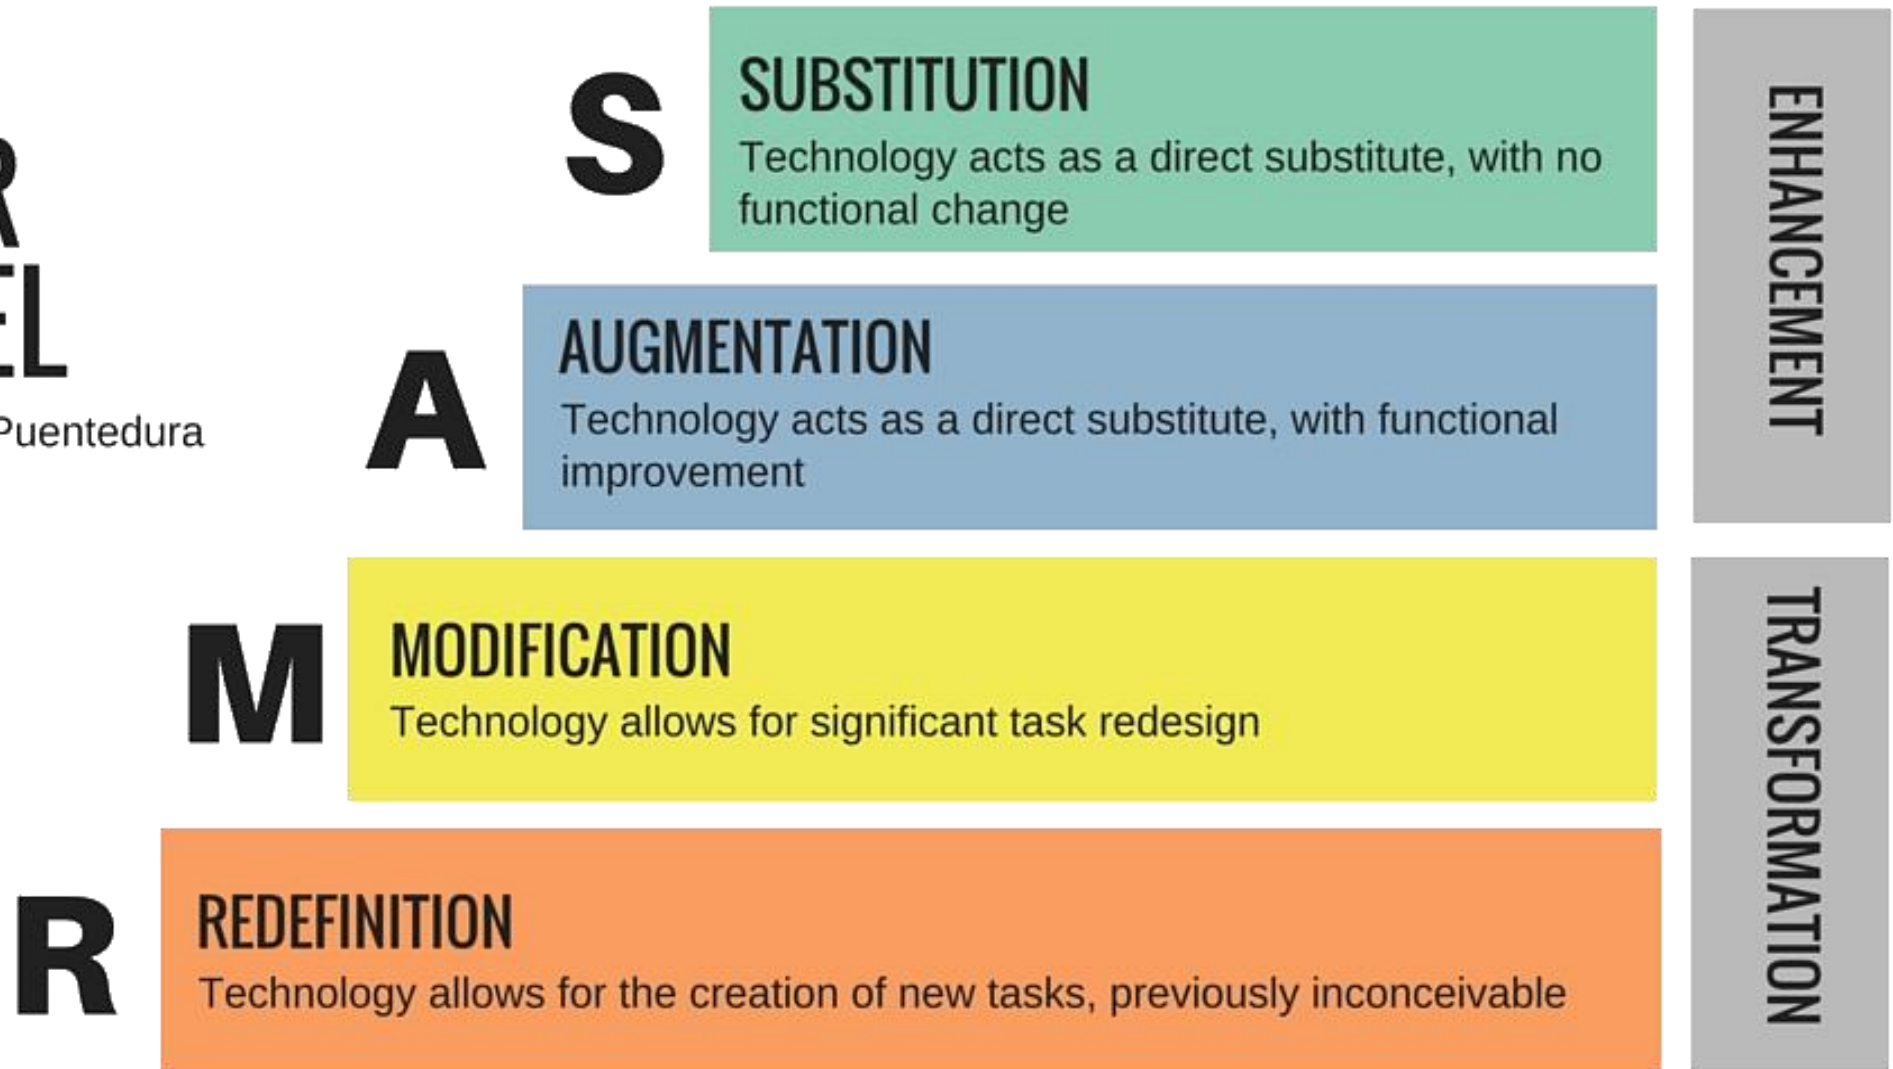 S
SUBSTITUTION
Technology acts as a direct substitute, with no
functional change
R
EL
Puentedura
A
AUGMENTATION
Technology acts as a direct substitute, with functional
improvement
ENHANCEMENT
M
MODIFICATION
Technology allows for significant task redesign
R
REDEFINITION
Technology allows for the creation of new tasks, previously inconceivable
TRANSFORMATION